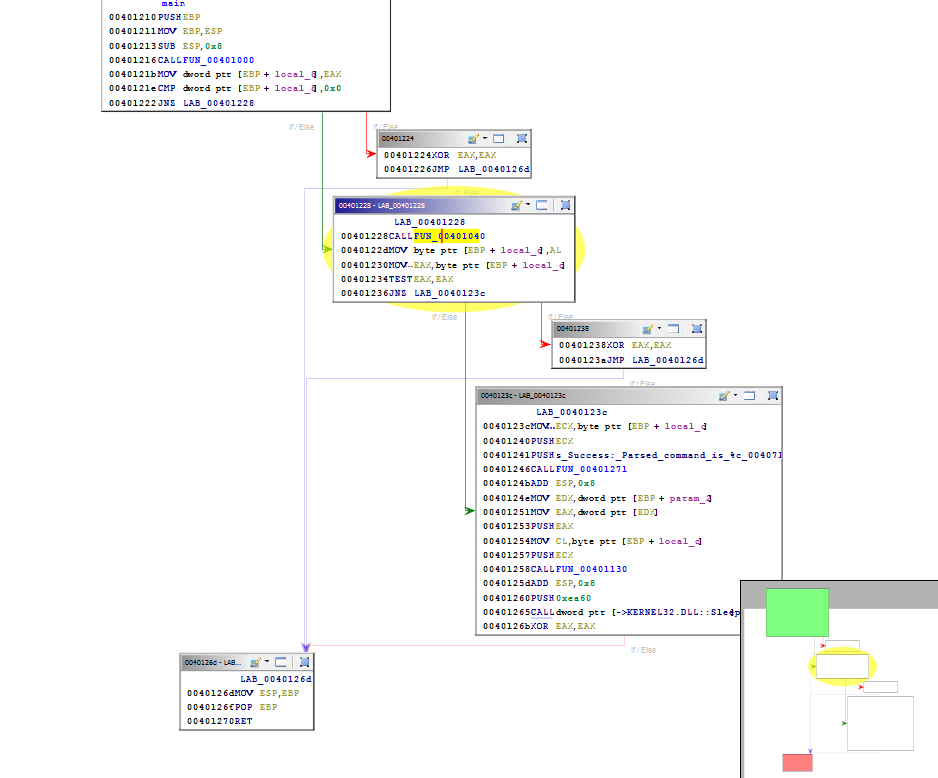 main
00401210 PUSH EBP
00401211 MOV EBP,ESP
00401213 SUB ESP,0x8
00401216 CALL FUN_00401000
0040121b MOV dword ptr [EBP + local_8],EAX
0040121e CMP dword ptr [EBP + local_8],0x0
00401222 JNZ LAB_00401228
If / Else
If / Else
00401224
00401224 XOR EAX,EAX
00401226 JMP LAB_0040126d
If / Else
00401228 - LAB_00401228
LAB_00401228
00401228 CALL FUN_00401040
0040122d MOV byte ptr [EBP + local_c],AL
00401230 MOV.. EAX,byte ptr [EBP + local_c]
00401234 TEST EAX,EAX
00401236 JNZ LAB_0040123c
If / Else
If / Else
00401238
00401238 XOR EAX,EAX
0040123a JMP LAB_0040126d
If / Else
0040123c - LAB_0040123c
LAB_0040123c
0040123c MOV.. ECX,byte ptr [EBP + local_c]
00401240 PUSH ECX
00401241 PUSH s_Success:_Parsed_command_is_%c_004071
00401246 CALL FUN_00401271
0040124b ADD ESP,0x8
0040124e MOV EDX,dword ptr [EBP + param_2]
00401251 MOV EAX,dword ptr [EDX]
00401253 PUSH EAX
00401254 MOV CL,byte ptr [EBP + local_c]
00401257 PUSH ECX
00401258 CALL FUN_00401130
0040125d ADD ESP,0x8
00401260 PUSH 0xea60
00401265 CALL dword ptr [->KERNEL32.DLL::Sleep
0040126b XOR EAX,EAX
If / Else
0040126d - LAB...
LAB_0040126d
0040126d MOV ESP,EBP
0040126f POP EBP
00401270 RET